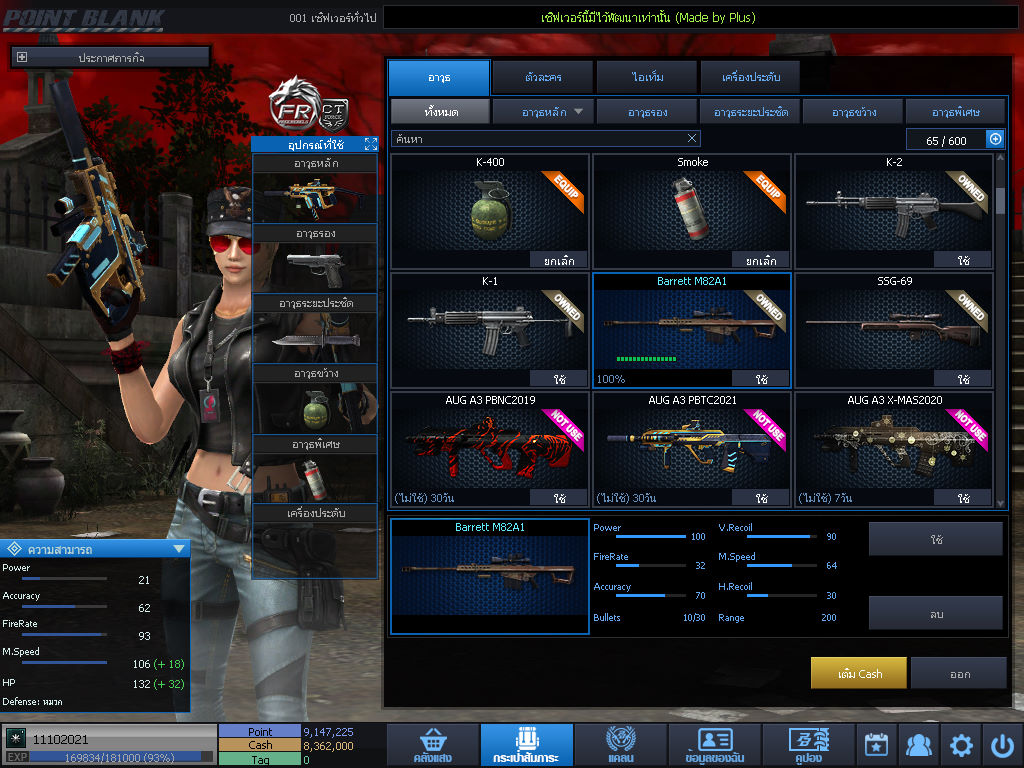 POINT BLANK
001 เซิฟเวอร์ทั่วไป
เซิฟเวอร์นี้มีไว้พัฒนาเท่านั้น (Made by Plus)
ประกาศภารกิจ
FR
CT
FORCE
อุปกรณ์ที่ใช้
อาวุธหลัก
อาวุธรอง
อาวุธระยะประชิด
อาวุธขว้าง
อาวุธพิเศษ
เครื่องประดับ
ความสามารถ
Power 21
Accuracy 62
FireRate 93
M.Speed 106 (+ 18)
HP 132 (+ 32)
Defense: หมวก
อาวุธ ตัวละคร ไอเท็ม เครื่องประดับ
ทั้งหมด อาวุธหลัก อาวุธรอง อาวุธระยะประชิด อาวุธขว้าง อาวุธพิเศษ
ค้นหา 65 / 600
K-400 Smoke K-2
EQUIP EQUIP OWNED
ยกเลิก ยกเลิก ใช้
K-1 Barrett M82A1 SSG-69
OWNED OWNED OWNED
ใช้ 100% ใช้ ใช้
AUG A3 PBNC2019 AUG A3 PBTC2021 AUG A3 X-MAS2020
NOT USE NOT USE NOT USE
(ไม่ใช้) 30วัน ใช้ (ไม่ใช้) 30วัน ใช้ (ไม่ใช้) 7วัน ใช้
Barrett M82A1
Power 100 V.Recoil 90
FireRate 32 M.Speed 64
Accuracy 70 H.Recoil 30
Bullets 10/30 Range 200
ใช้
ลบ
เติม Cash ออก
11102021
EXP 169834/181000 (93%)
Point 9,147,225
Cash 8,362,000
Tag 0
คลังแสง กระเป๋าสัมภาระ แคลน ข้อมูลของฉัน คูปอง